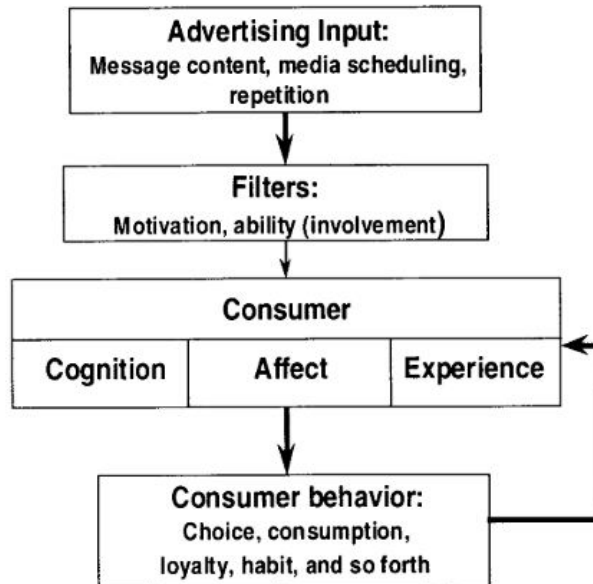 Advertising Input:
Message content, media scheduling,
repetition
Filters:
Motivation, ability (involvement)
Consumer
Cognition Affect Experience
Consumer behavior:
Choice, consumption,
loyalty, habit, and so forth